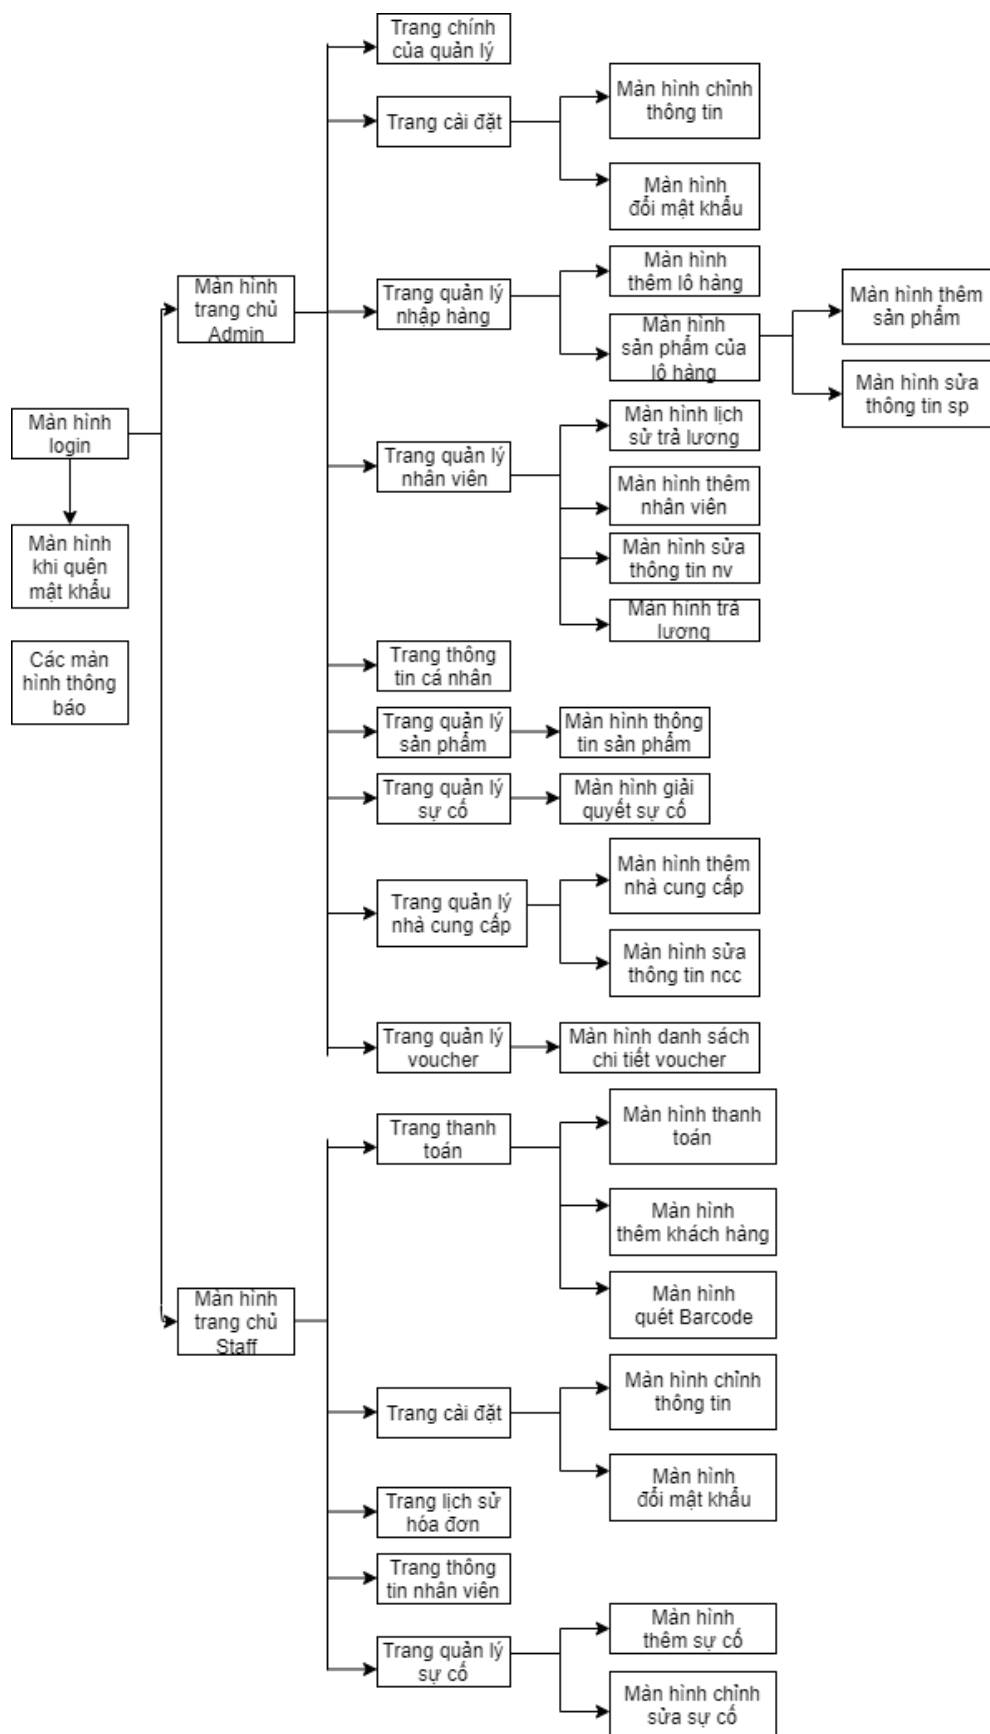 Trang chính
của quản lý
Trang cài đặt
Màn hình chỉnh
thông tin
Màn hình
đổi mật khẩu
Màn hình
trang chủ
Admin
Trang quản lý
nhập hàng
Màn hình
thêm lô hàng
Màn hình
sản phẩm của
lô hàng
Màn hình thêm
sản phẩm
Màn hình sửa
thông tin sp
Màn hình
login
Màn hình
khi quên
mật khẩu
Các màn
hình thông
báo
Trang quản lý
nhân viên
Màn hình lịch
sử trả lương
Màn hình thêm
nhân viên
Màn hình sửa
thông tin nv
Màn hình trả
lương
Trang thông
tin cá nhân
Trang quản lý
sản phẩm
Màn hình thông
tin sản phẩm
Trang quản lý
sự cố
Màn hình giải
quyết sự cố
Trang quản lý
nhà cung cấp
Màn hình thêm
nhà cung cấp
Màn hình sửa
thông tin ncc
Trang quản lý
voucher
Màn hình danh sách
chi tiết voucher
Trang thanh
toán
Màn hình thanh
toán
Màn hình
thêm khách hàng
Màn hình
quét Barcode
Màn hình
trang chủ
Staff
Trang cài đặt
Màn hình chỉnh
thông tin
Màn hình
đổi mật khẩu
Trang lịch sử
hóa đơn
Trang thông
tin nhân viên
Trang quản lý
sự cố
Màn hình
thêm sự cố
Màn hình chỉnh
sửa sự cố